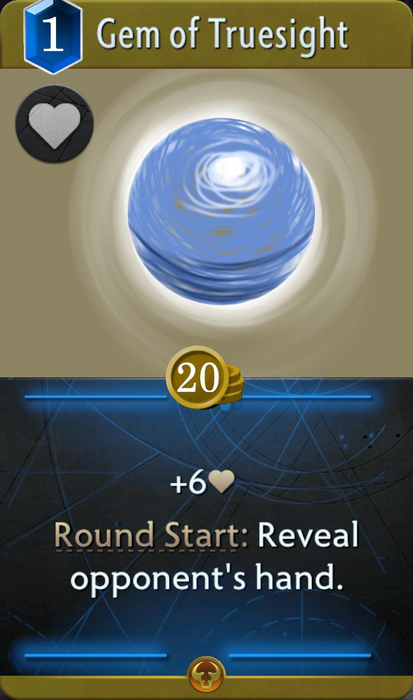 1
Gem of Truesight
20
+6
Round Start: Reveal
opponent's hand.